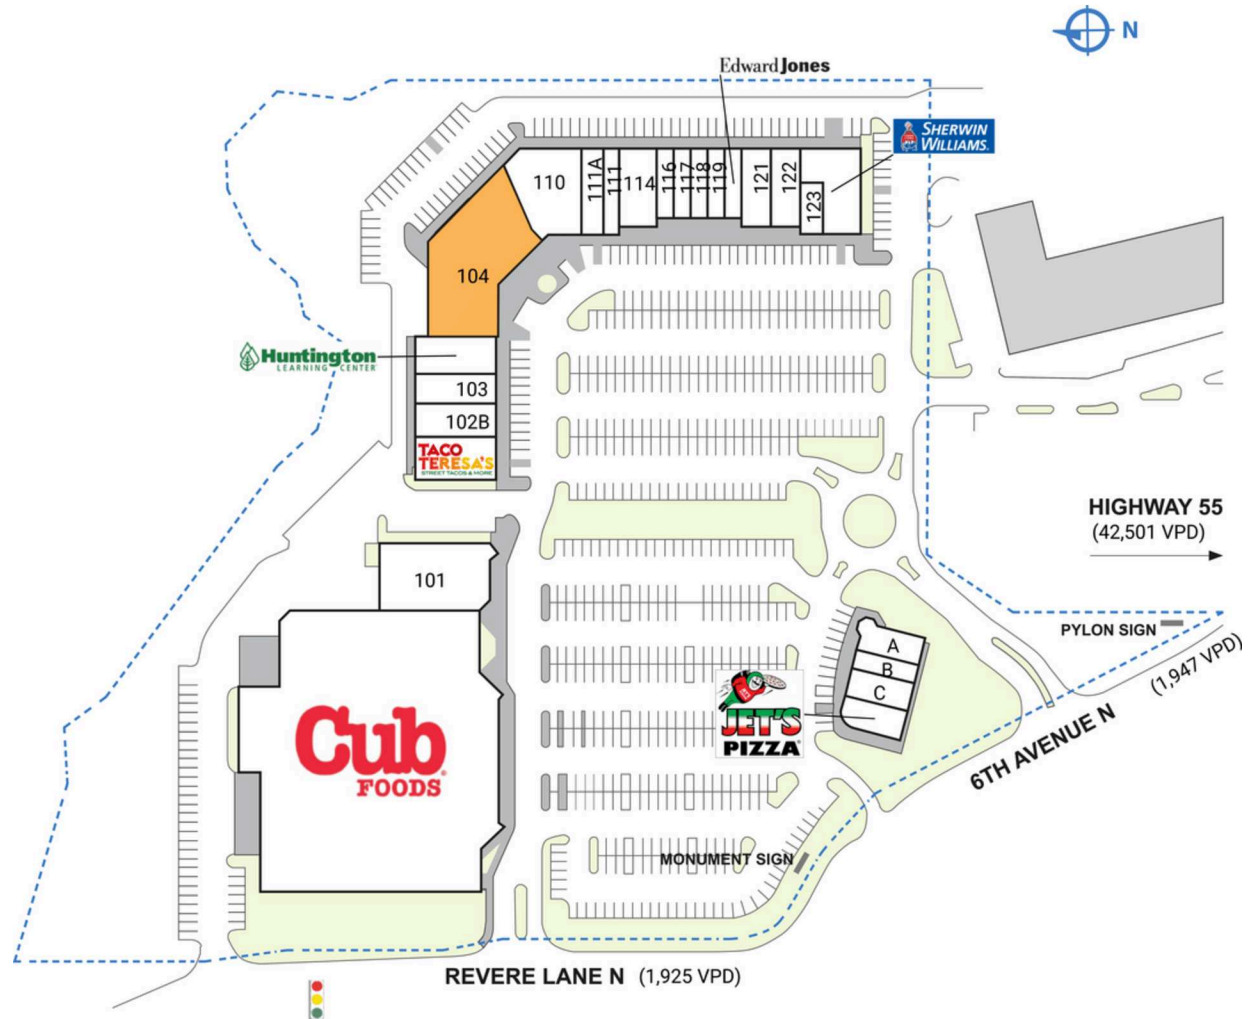 N
Edward Jones
SHERWIN
WILLIAMS.
110
111A
111
114
116
117
118
119
121
122
123
104
Huntington
LEARNING CENTER
103
102B
TACO
TERESA'S
STREET TACOS & MORE
HIGHWAY 55
(42,501 VPD)
101
PYLON SIGN
(1,947 VPD)
A
B
C
JET'S
PIZZA
6TH AVENUE N
Cub
FOODS
MONUMENT SIGN
REVERE LANE N (1,925 VPD)